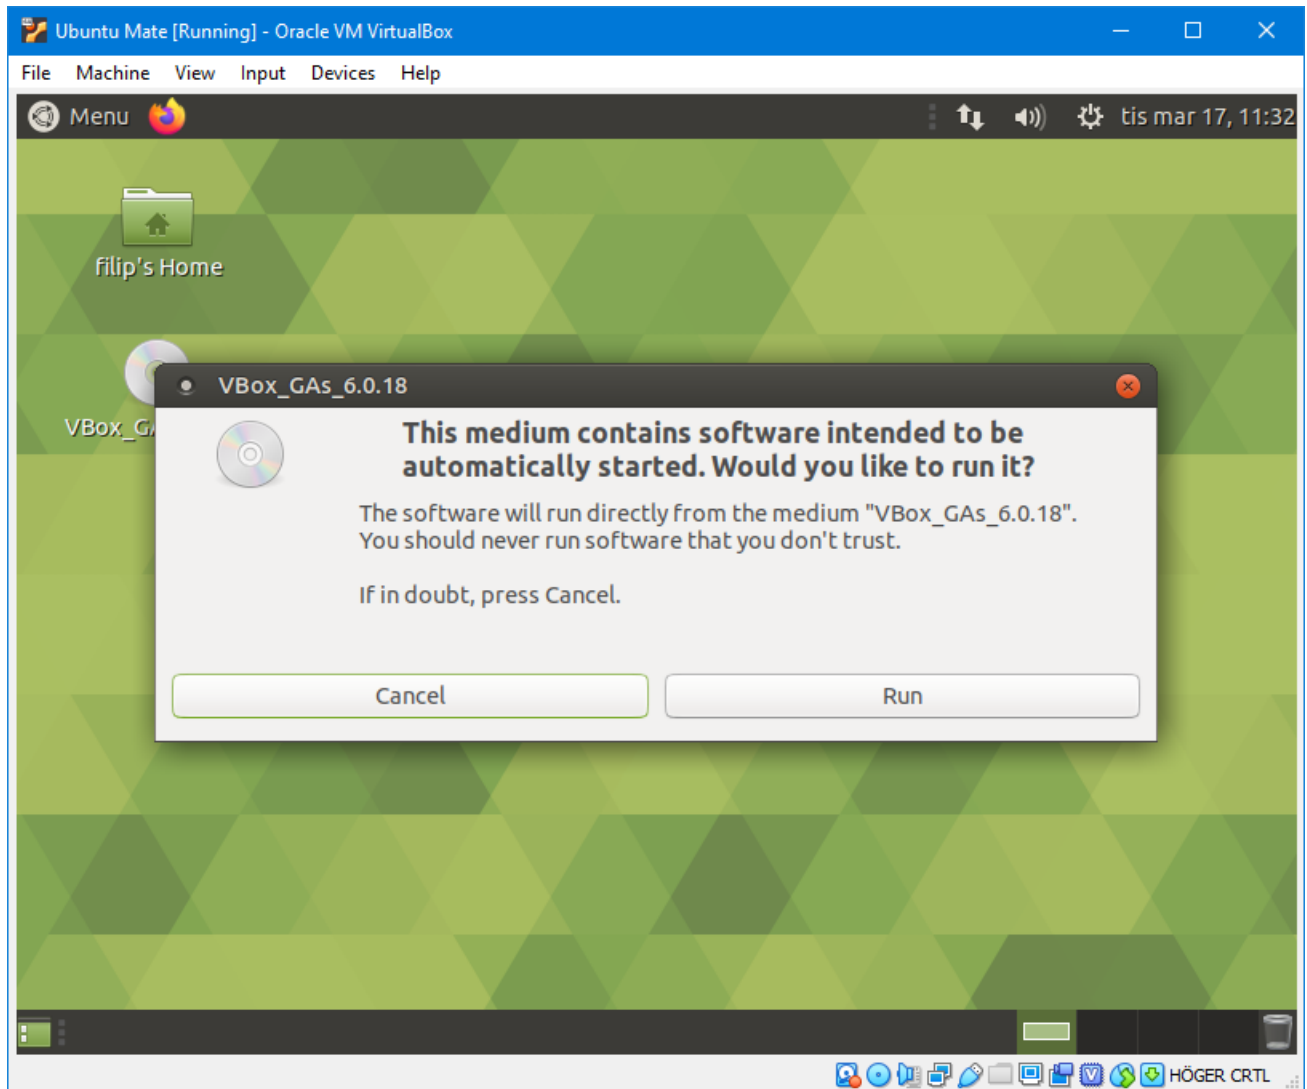 Ubuntu Mate [Running] - Oracle VM VirtualBox
File Machine View Input Devices Help
Menu tis mar 17, 11:32
filip's Home
VBox_GAs_6.0.18
VBox_GA
This medium contains software intended to be
automatically started. Would you like to run it?
The software will run directly from the medium "VBox_GAs_6.0.18".
You should never run software that you don't trust.
If in doubt, press Cancel.
Cancel Run
HÖGER CRTL